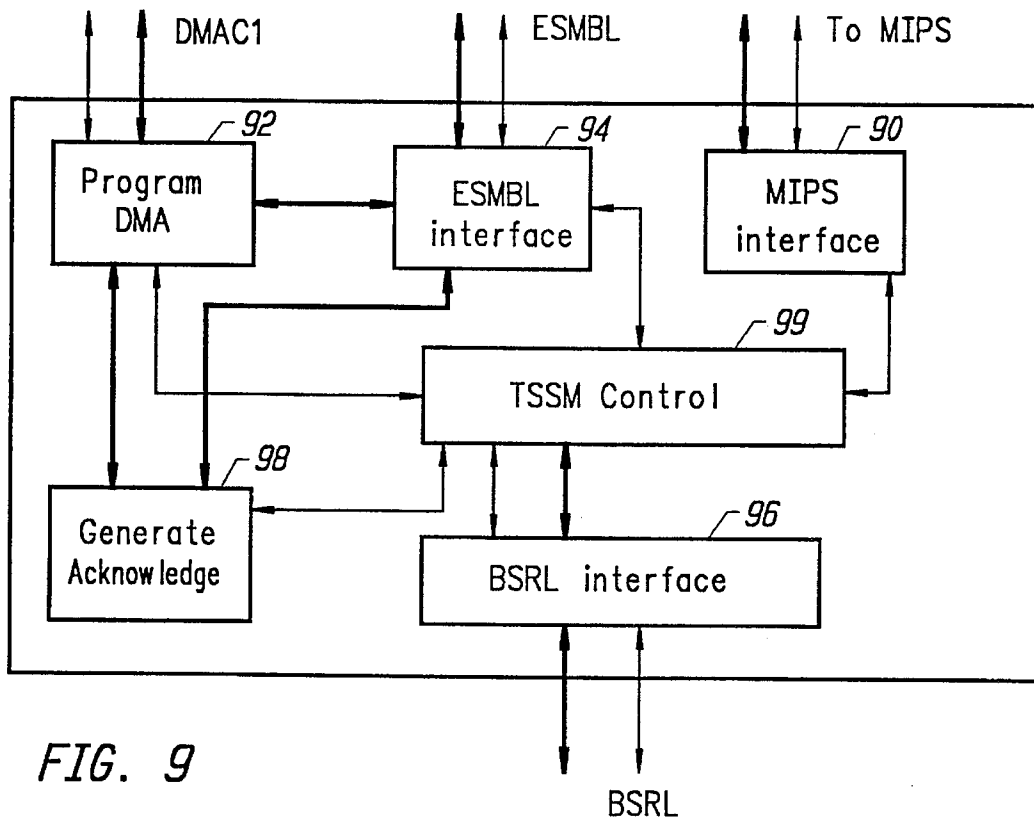 DMAC1
ESMBL
To MIPS
92
94
90
Program
DMA
ESMBL
interface
MIPS
interface
99
TSSM Control
98
Generate
Acknowledge
96
BSRL interface
FIG. 9
BSRL